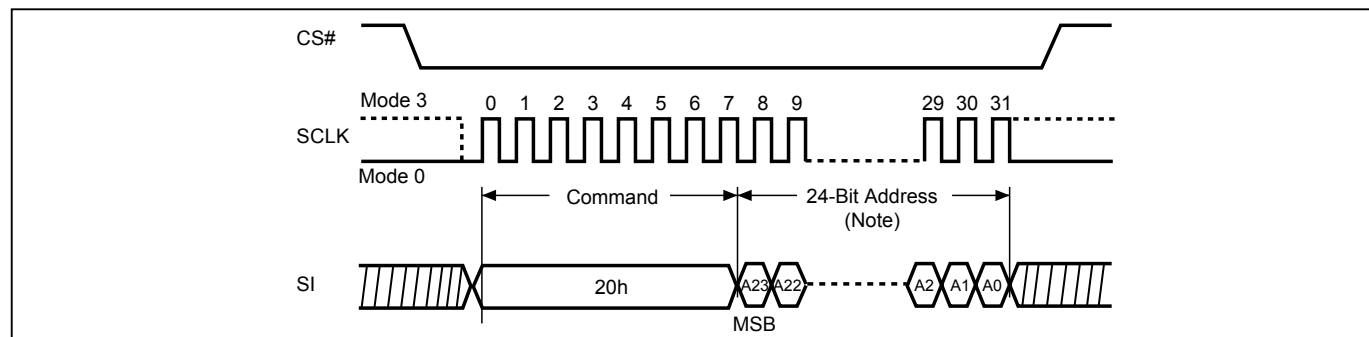 CS#
Mode 3
0 1 2 3 4 5 6 7 8 9 29 30 31
SCLK
Mode 0
Command
24-Bit Address
(Note)
SI
20h
A23 A22 A2 A1 A0
MSB